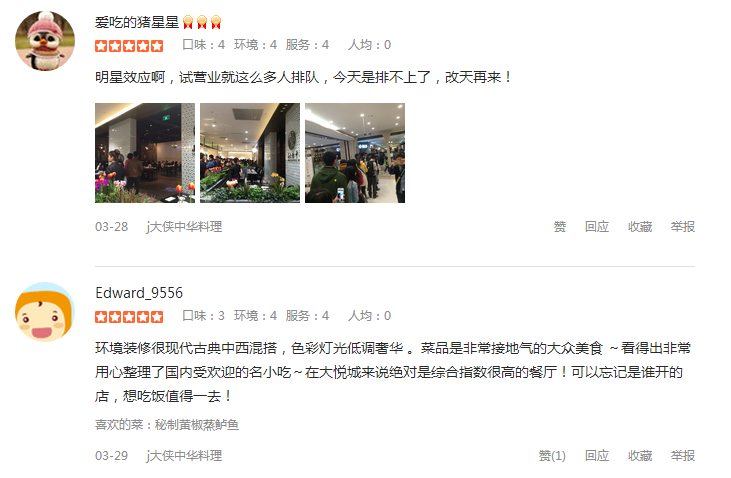 爱吃的猪星星
口味：4 环境：4 服务：4 人均：0
明星效应啊，试营业就这么多人排队，今天是排不上了，改天再来！
03-28 j大侠中华料理 赞 回应 收藏 举报
Edward_9556
口味：3 环境：4 服务：4 人均：0
环境装修很现代古典中西混搭，色彩灯光低调奢华 。菜品是非常接地气的大众美食 ～看得出非常
用心整理了国内受欢迎的名小吃～在大悦城来说绝对是综合指数很高的餐厅！可以忘记是谁开的
店，想吃饭值得一去！
喜欢的菜：秘制黄椒蒸鲈鱼
03-29 j大侠中华料理 赞(1) 回应 收藏 举报